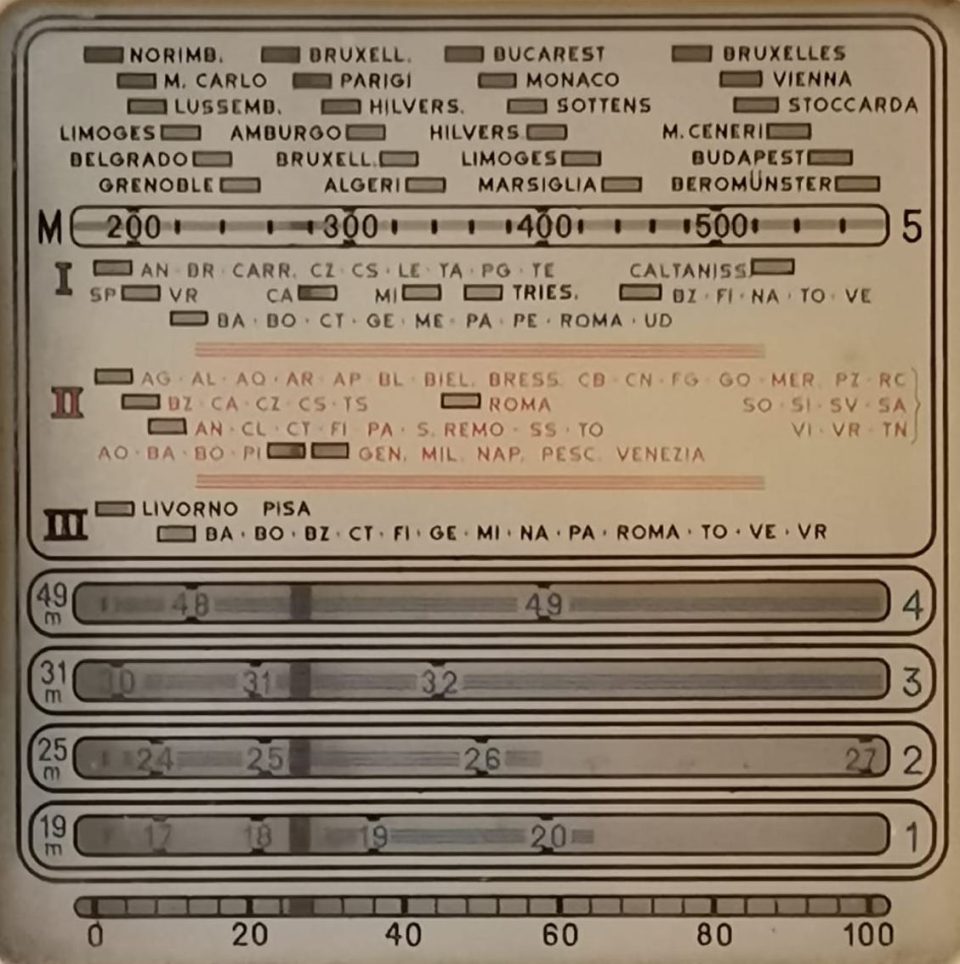 NORIMB. BRUXELL. BUCAREST BRUXELLES
M. CARLO PARIGI MONACO VIENNA
LUSSEMB. HILVERS. SOTTENS STOCCARDA
LIMOGES AMBURGO HILVERS. M. CENERI
BELGRADO BRUXELL. LIMOGES BUDAPEST
GRENOBLE ALGERI MARSIGLIA BEROMÜNSTER
M 200 300 400 500 5
I AN · BR · CARR. CZ · CS · LE · TA · PG · TE CALTANISS.
SP VR CA MI TRIES. BZ · FI · NA · TO · VE
BA · BO · CT · GE · ME · PA · PE · ROMA · UD
II AG · AL · AQ · AR · AP · BL · BIEL. BRESS. CB · CN · FG · GO · MER. PZ · RC
BZ · CA · CZ · CS · TS ROMA SO · SI · SV · SA
AN · CL · CT · FI · PA · S. REMO · SS · TO VI · VR · TN
AO · BA · BO · PI GEN. MIL. NAP. PESC. VENEZIA
III LIVORNO PISA
BA · BO · BZ · CT · FI · GE · MI · NA · PA · ROMA · TO · VE · VR
49 m 48 49 4
31 m 30 31 32 3
25 m 24 25 26 27 2
19 m 17 18 19 20 1
0 20 40 60 80 100